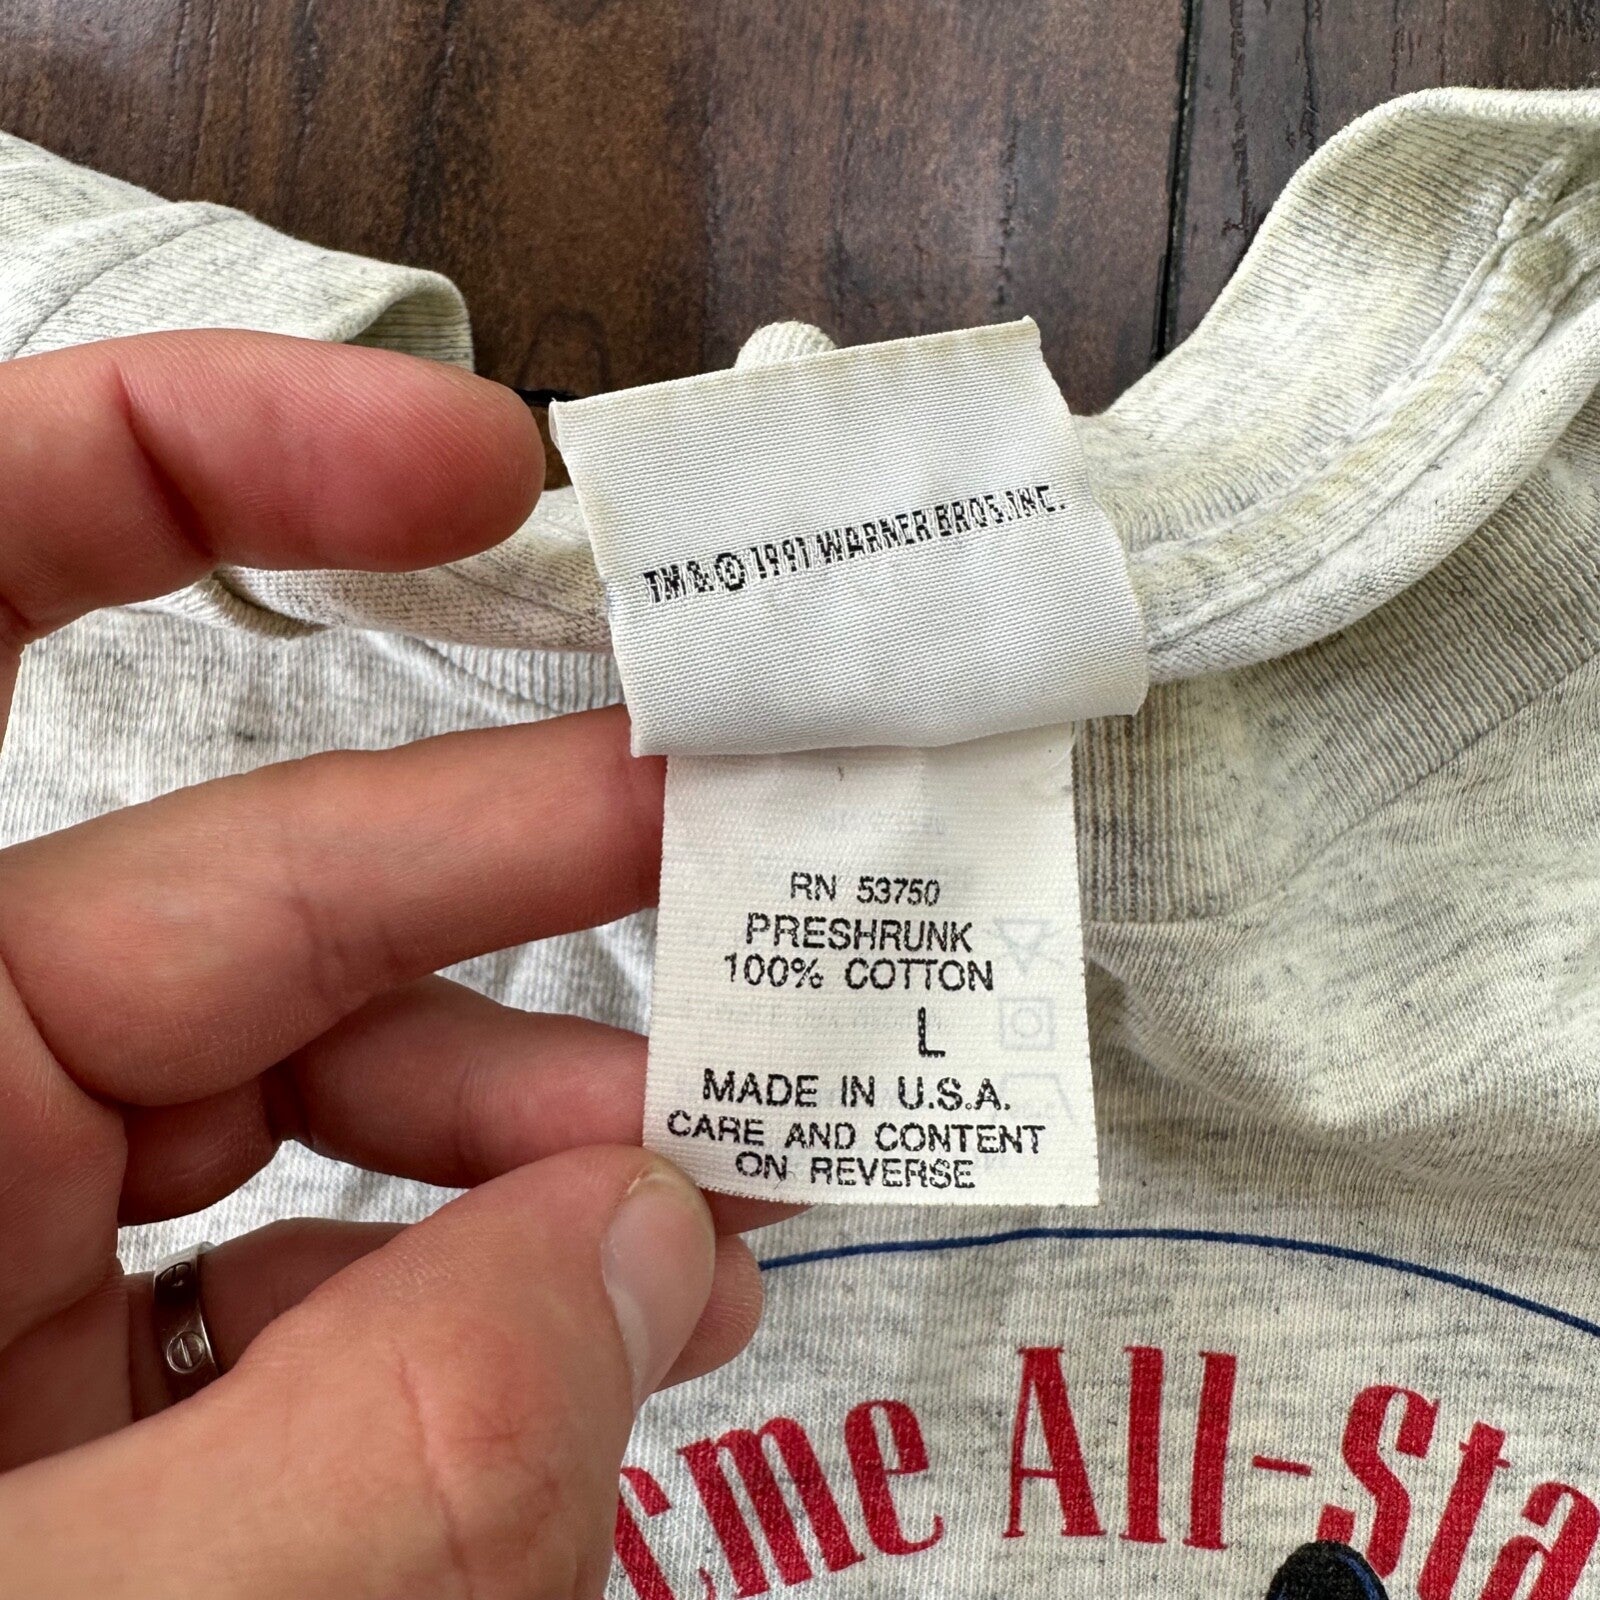 TM & © 1991 WARNER BROS. INC.
RN 53750
PRESHRUNK
100% COTTON
L
MADE IN U.S.A.
CARE AND CONTENT
ON REVERSE
cme All-Sta